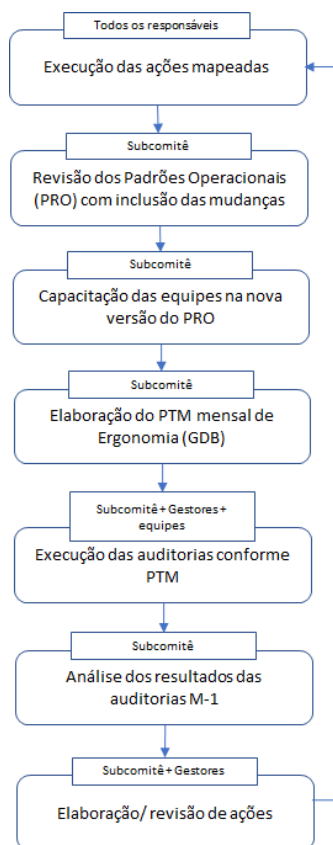 Todos os responsáveis
Execução das ações mapeadas
Subcomitê
Revisão dos Padrões Operacionais
(PRO) com inclusão das mudanças
Subcomitê
Capacitação das equipes na nova
versão do PRO
Subcomitê
Elaboração do PTM mensal de
Ergonomia (GDB)
Subcomitê+ Gestores +
equipes
Execução das auditorias conforme
PTM
Subcomitê
Análise dos resultados das
auditorias M-1
Subcomitê+ Gestores
Elaboração/ revisão de ações